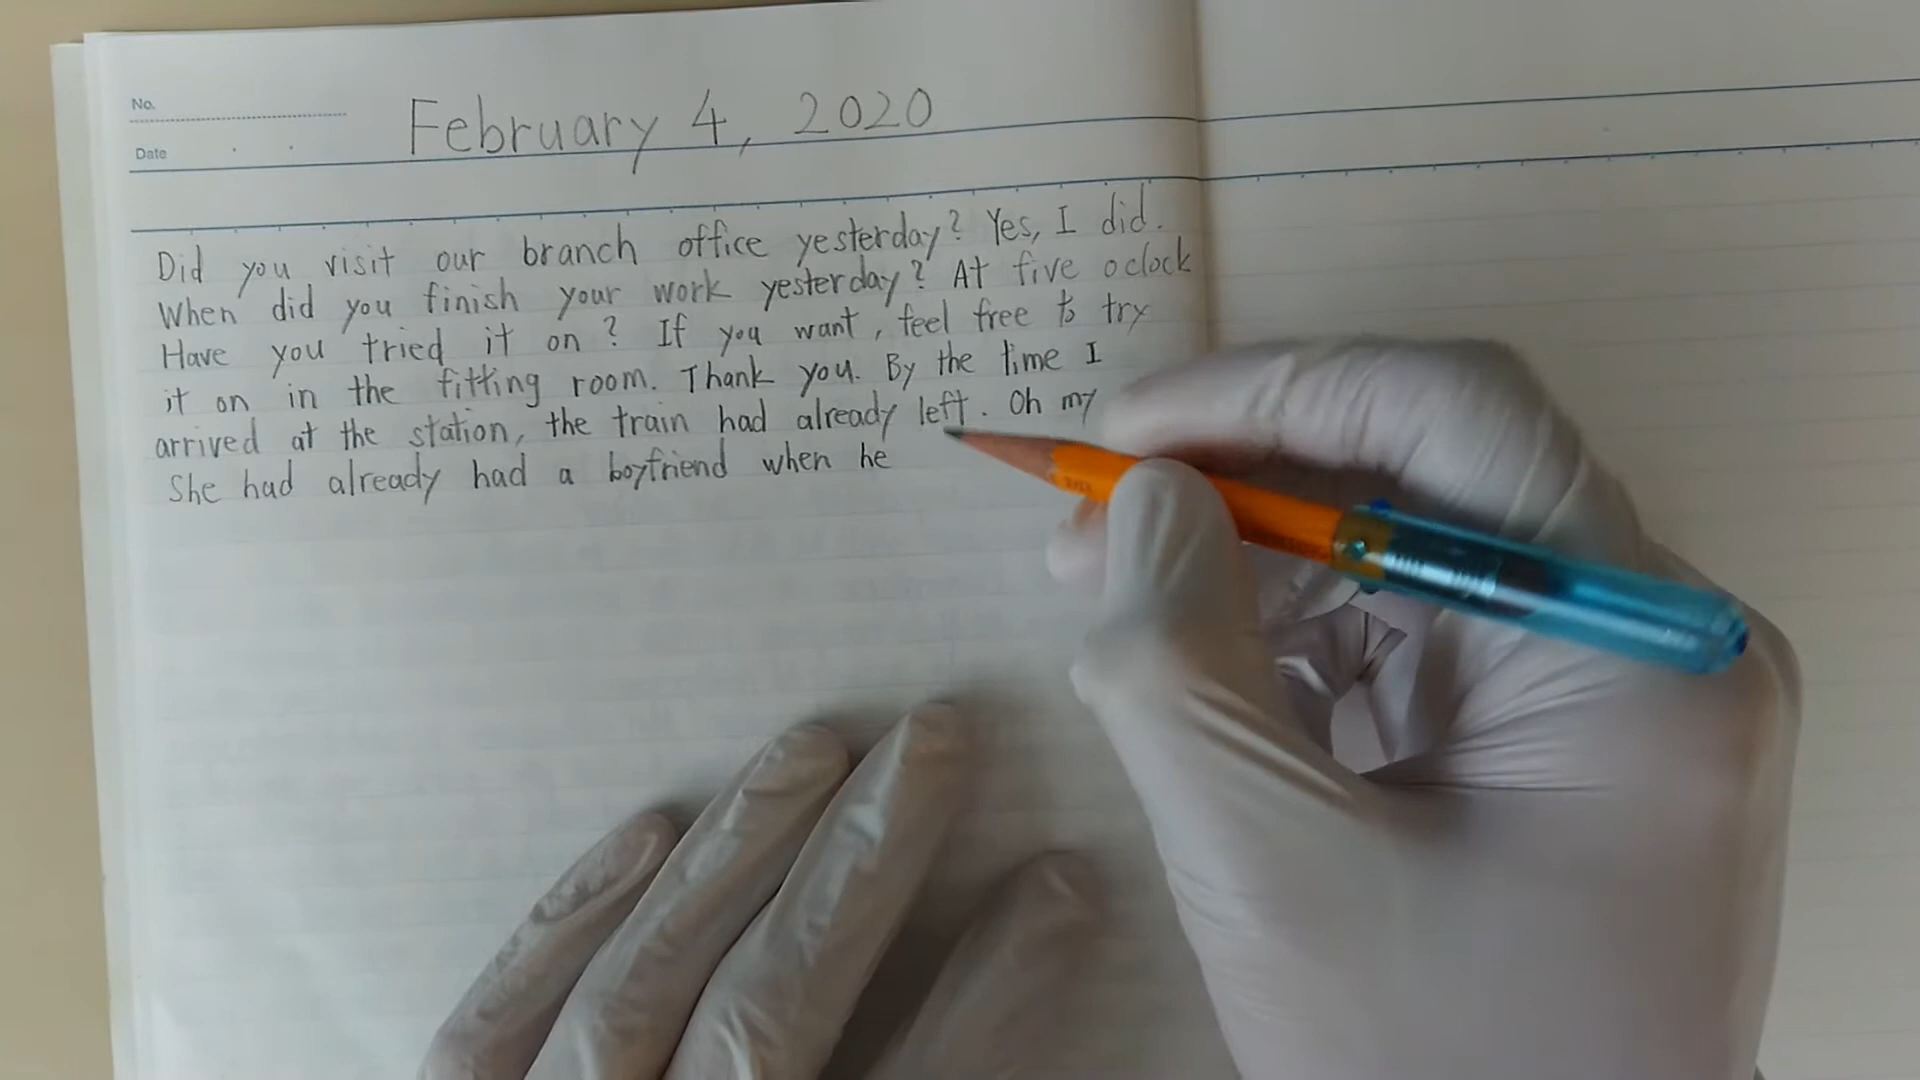 No.
Date
February 4, 2020
Did you visit our branch office yesterday? Yes, I did.
When did you finish your work yesterday? At five oclock
Have you tried it on? If you want, feel free to try
it on in the fitting room. Thank you. By the time I
arrived at the station, the train had already left. Oh my
She had already had a boyfriend when he